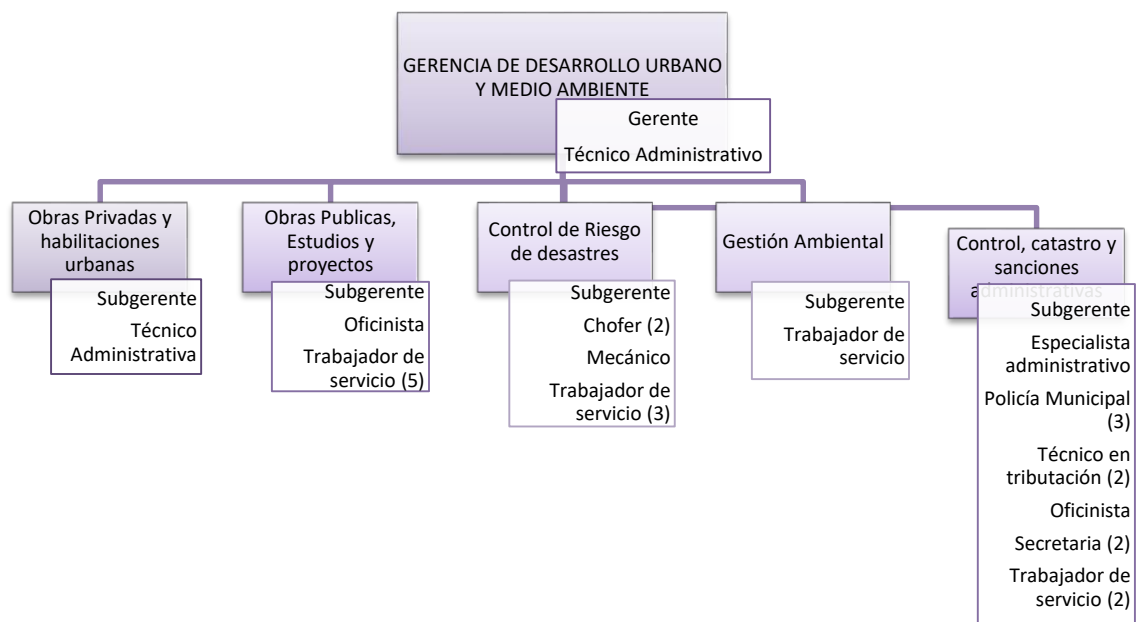 GERENCIA DE DESARROLLO URBANO
Y MEDIO AMBIENTE
Gerente
Técnico Administrativo
Obras Privadas y
habilitaciones
urbanas
Subgerente
Técnico
Administrativa
Obras Publicas,
Estudios y
proyectos
Subgerente
Oficinista
Trabajador de
servicio (5)
Control de Riesgo
de desastres
Subgerente
Chofer (2)
Mecánico
Trabajador de
servicio (3)
Gestión Ambiental
Subgerente
Trabajador de
servicio
Control, catastro y
sanciones
administrativas
Subgerente
Especialista
administrativo
Policía Municipal
(3)
Técnico en
tributación (2)
Oficinista
Secretaria (2)
Trabajador de
servicio (2)